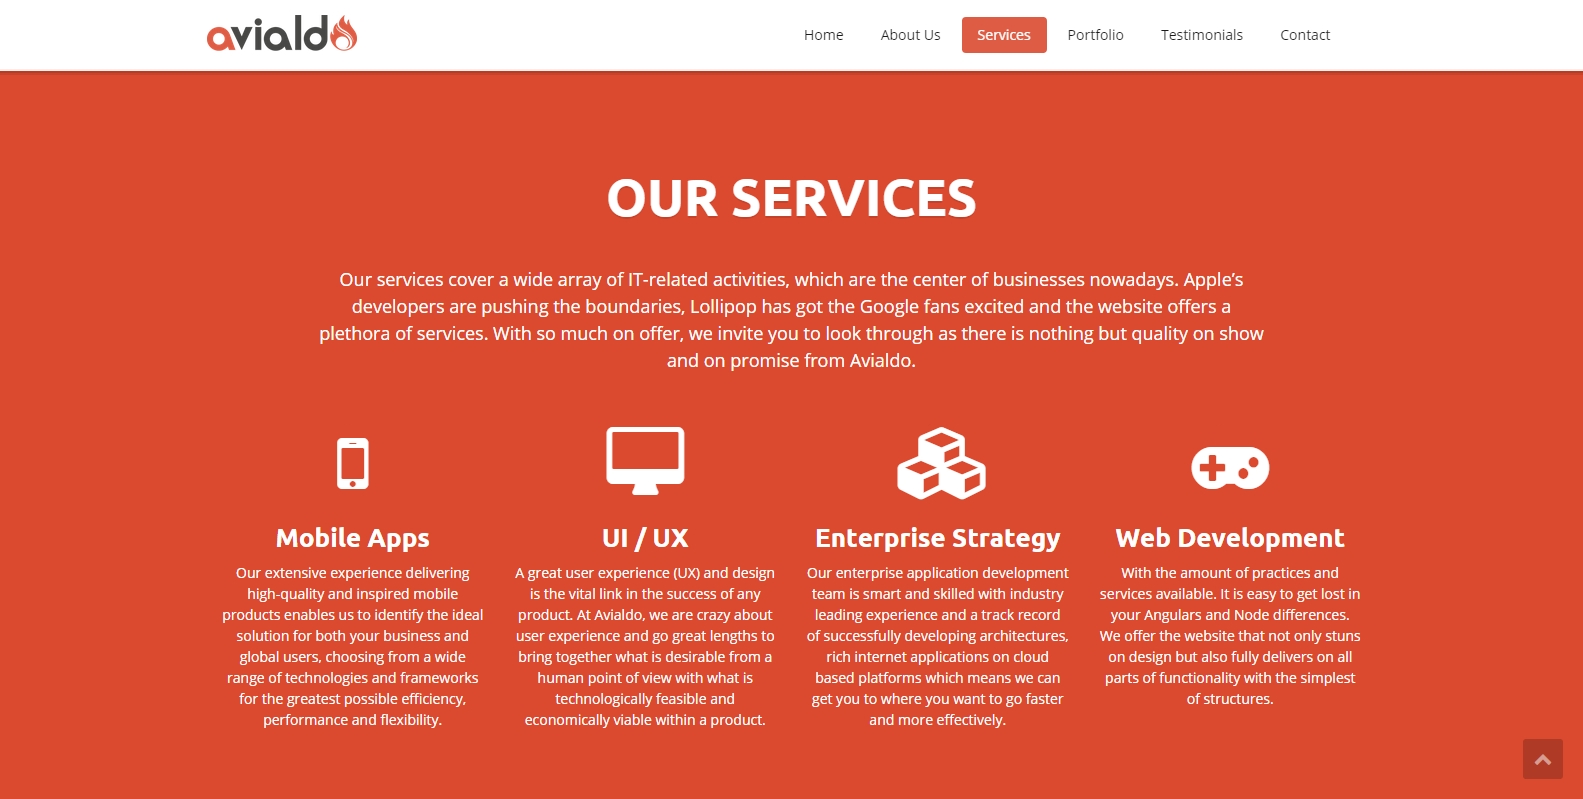 avialdo
Home
About Us
Services
Portfolio
Testimonials
Contact
OUR SERVICES
Our services cover a wide array of IT-related activities, which are the center of businesses nowadays. Apple's
developers are pushing the boundaries, Lollipop has got the Google fans excited and the website offers a
plethora of services. With so much on offer, we invite you to look through as there is nothing but quality on show
and on promise from Avialdo.
Mobile Apps
Our extensive experience delivering
high-quality and inspired mobile
products enables us to identify the ideal
solution for both your business and
global users, choosing from a wide
range of technologies and frameworks
for the greatest possible efficiency,
performance and flexibility.
UI / UX
A great user experience (UX) and design
is the vital link in the success of any
product. At Avialdo, we are crazy about
user experience and go great lengths to
bring together what is desirable from a
human point of view with what is
technologically feasible and
economically viable within a product.
Enterprise Strategy
Our enterprise application development
team is smart and skilled with industry
leading experience and a track record
of successfully developing architectures,
rich internet applications on cloud
based platforms which means we can
get you to where you want to go faster
and more effectively.
Web Development
With the amount of practices and
services available. It is easy to get lost in
your Angulars and Node differences.
We offer the website that not only stuns
on design but also fully delivers on all
parts of functionality with the simplest
of structures.